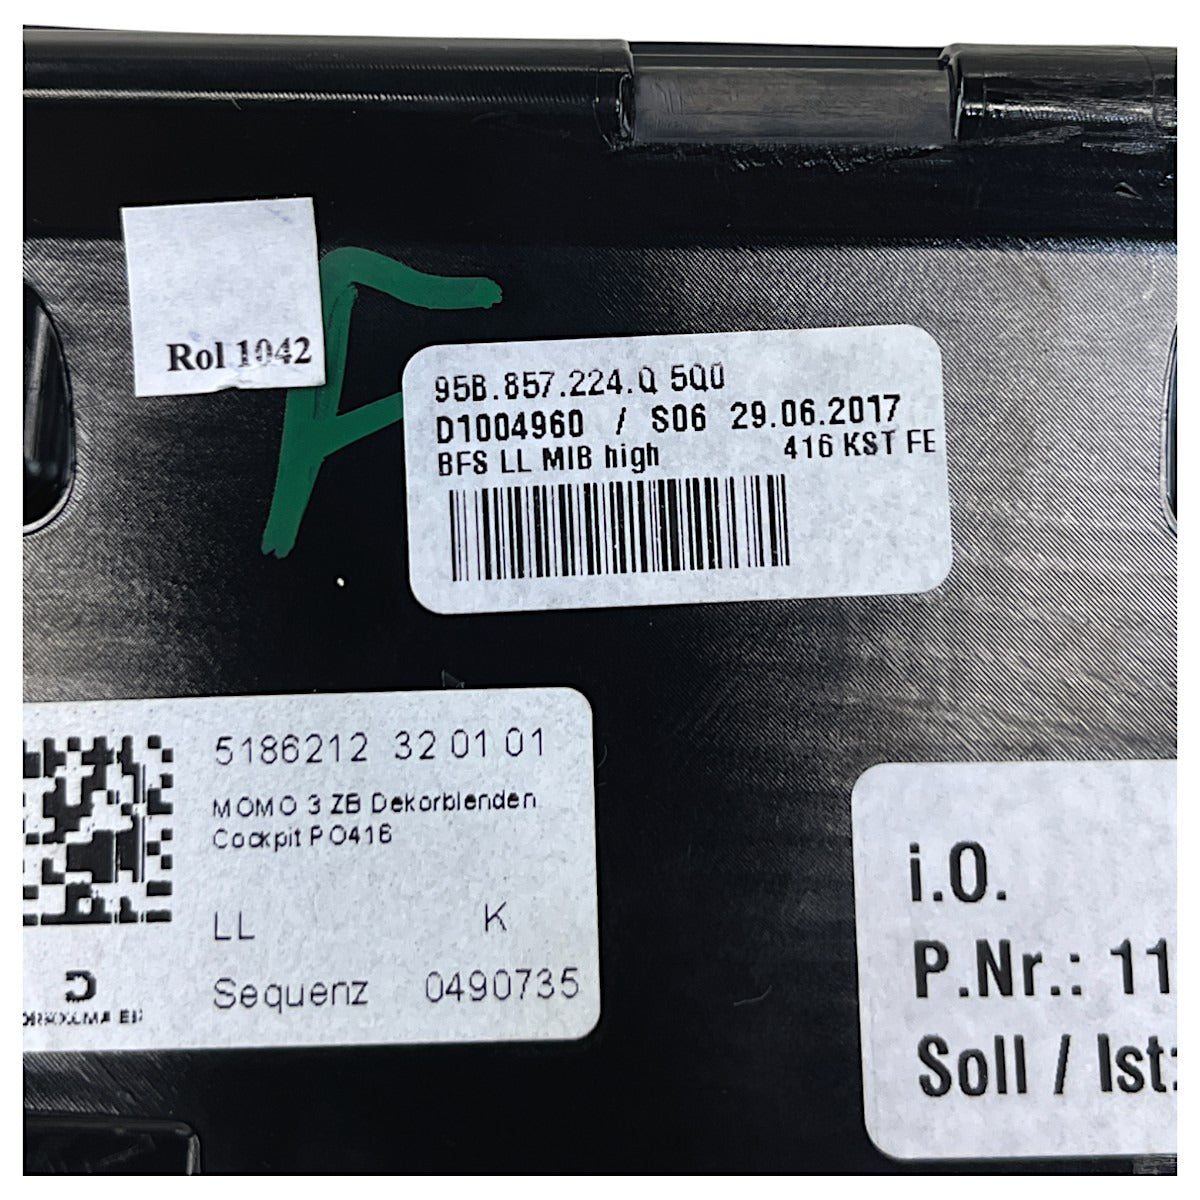 Rol 1042
F
95B.857.224.Q 5Q0
D1004960 / S06 29.06.2017
BFS LL MIB high 416 KST FE
5186212 32 01 01
MOMO 3 ZB Dekorblenden
Cockpit PO416
LL K
Sequenz 0490735
i.O.
P.Nr.: 11
Soll / Ist: